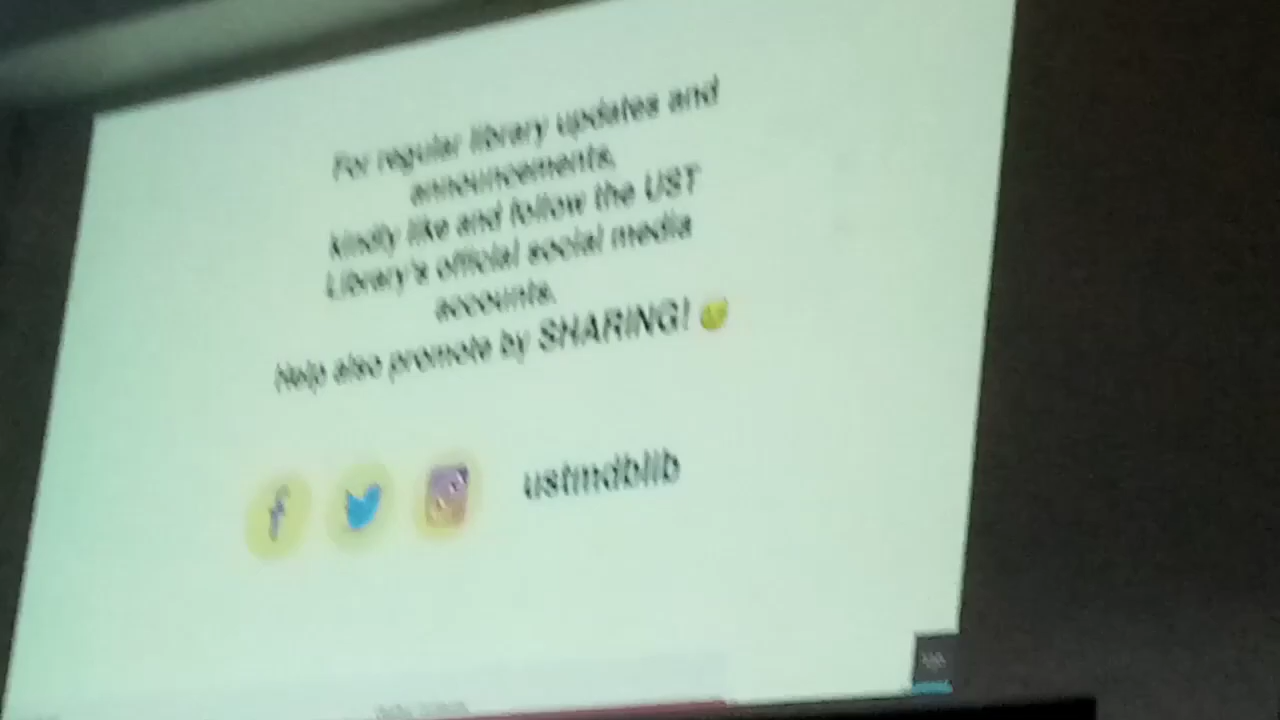 For regular library updates and
announcements,
kindly like and follow the UST
Library's official social media
accounts.
Help also promote by SHARING!
ustmdblib